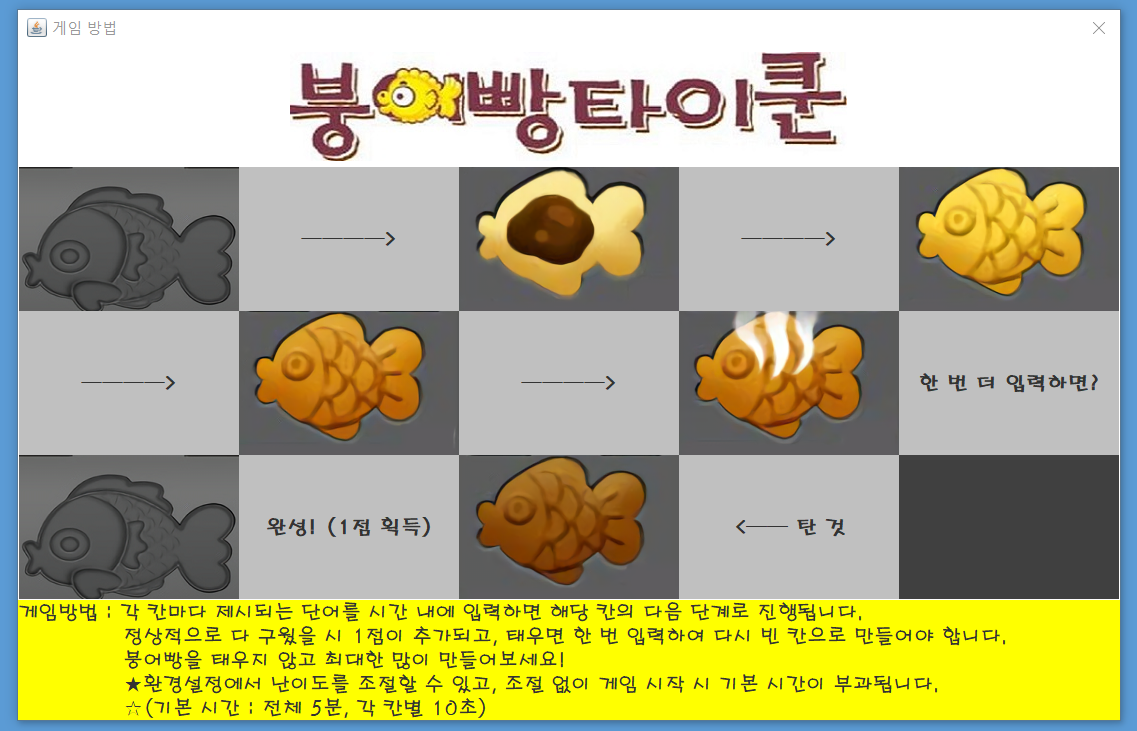 게임 방법
붕어빵타이쿤
————>
————>
————>
————>
한 번 더 입력하면?
완성! (1점 획득)
<—— 탄 것
게임방법 : 각 칸마다 제시되는 단어를 시간 내에 입력하면 해당 칸의 다음 단계로 진행됩니다.
정상적으로 다 구웠을 시 1점이 추가되고, 태우면 한 번 입력하여 다시 빈 칸으로 만들어야 합니다.
붕어빵을 태우지 않고 최대한 많이 만들어보세요!
★환경설정에서 난이도를 조절할 수 있고, 조절 없이 게임 시작 시 기본 시간이 부과됩니다.
☆(기본 시간 : 전체 5분, 각 칸별 10초)